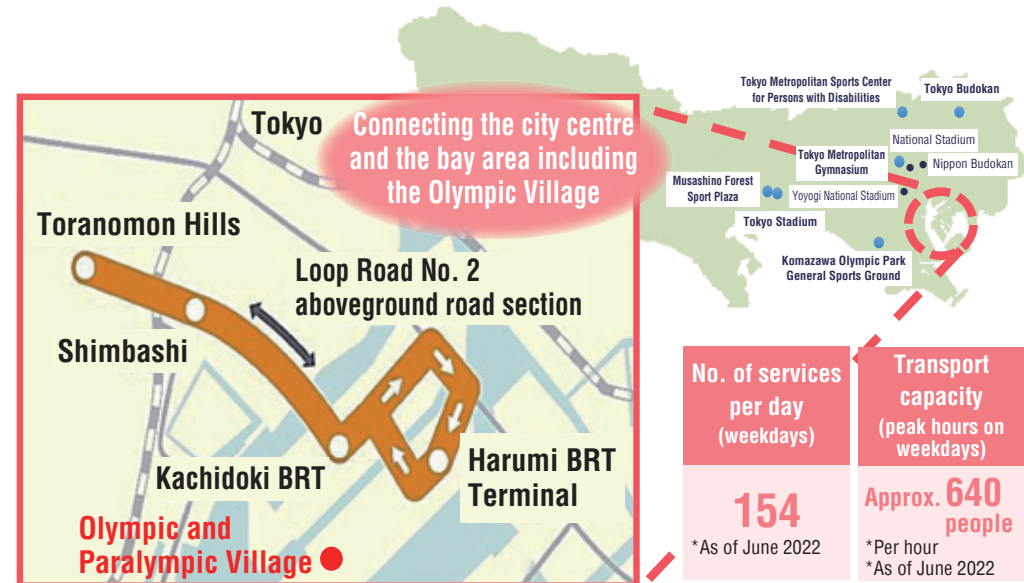 Tokyo
Connecting the city centre
and the bay area including
the Olympic Village
Toranomon Hills
Loop Road No. 2
aboveground road section
Shimbashi
Kachidoki BRT
Harumi BRT
Terminal
Olympic and
Paralympic Village
Tokyo Metropolitan Sports Center
for Persons with Disabilities
Tokyo Budokan
National Stadium
Tokyo Metropolitan
Gymnasium
Nippon Budokan
Musashino Forest
Sport Plaza
Yoyogi National Stadium
Tokyo Stadium
Komazawa Olympic Park
General Sports Ground
No. of services
per day
(weekdays)
154
*As of June 2022
Transport
capacity
(peak hours on
weekdays)
Approx. 640
people
*Per hour
*As of June 2022